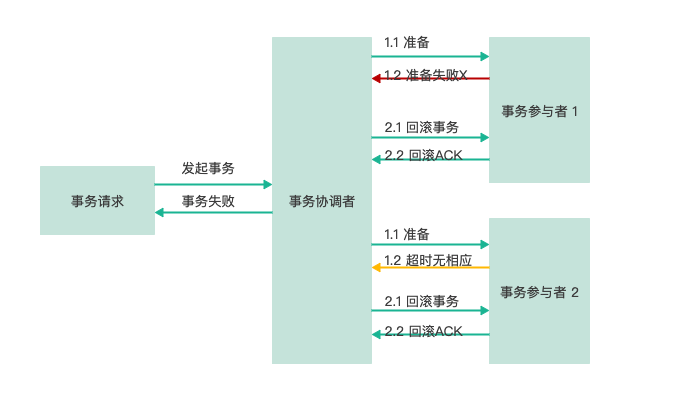 1.1 准备
1.2 准备失败X
事务参与者 1
2.1 回滚事务
2.2 回滚ACK
发起事务
事务请求
事务协调者
事务失败
1.1 准备
1.2 超时无相应
事务参与者 2
2.1 回滚事务
2.2 回滚ACK